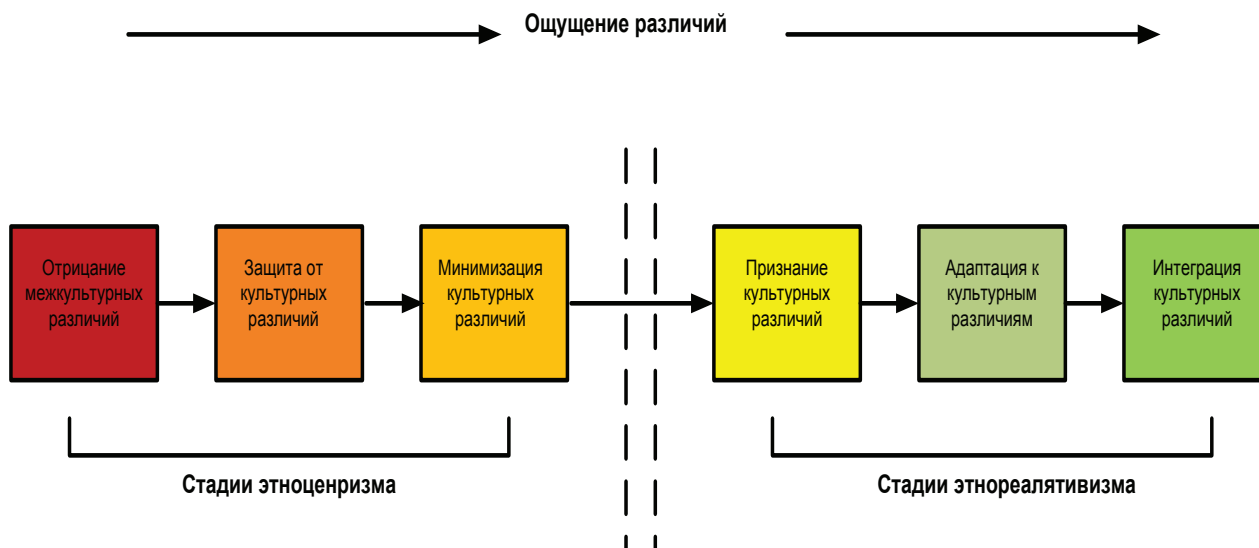 Ощущение различий
Отрицание
межкультурных
различий
Защита от
культурных
различий
Минимизация
культурных
различий
Признание
культурных
различий
Адаптация к
культурным
различиям
Интеграция
культурных
различий
Стадии этноценризма
Стадии этнореалятивизма